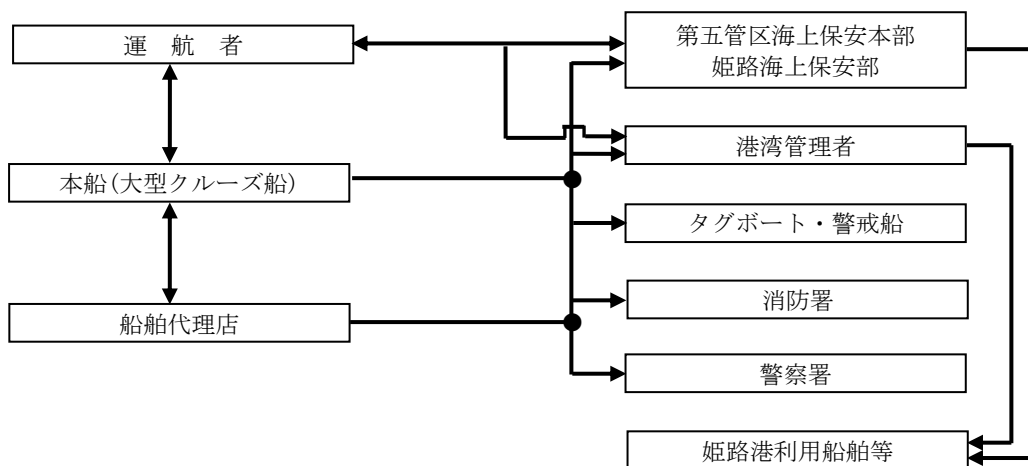 運 航 者
第五管区海上保安本部
姫路海上保安部
港湾管理者
本船(大型クルーズ船)
タグボート・警戒船
消防署
船舶代理店
警察署
姫路港利用船舶等